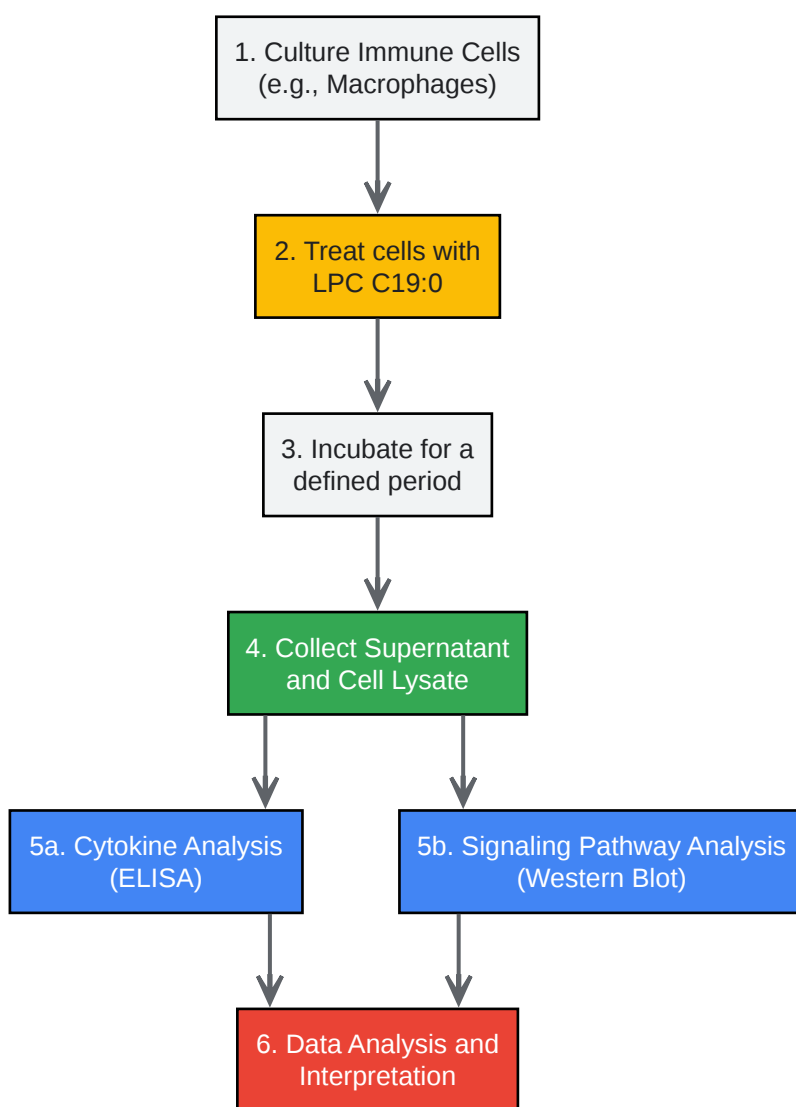 1. Culture Immune Cells
(e.g., Macrophages)
2. Treat cells with
LPC C19:0
3. Incubate for a
defined period
4. Collect Supernatant
and Cell Lysate
5a. Cytokine Analysis
(ELISA)
5b. Signaling Pathway Analysis
(Western Blot)
6. Data Analysis and
Interpretation